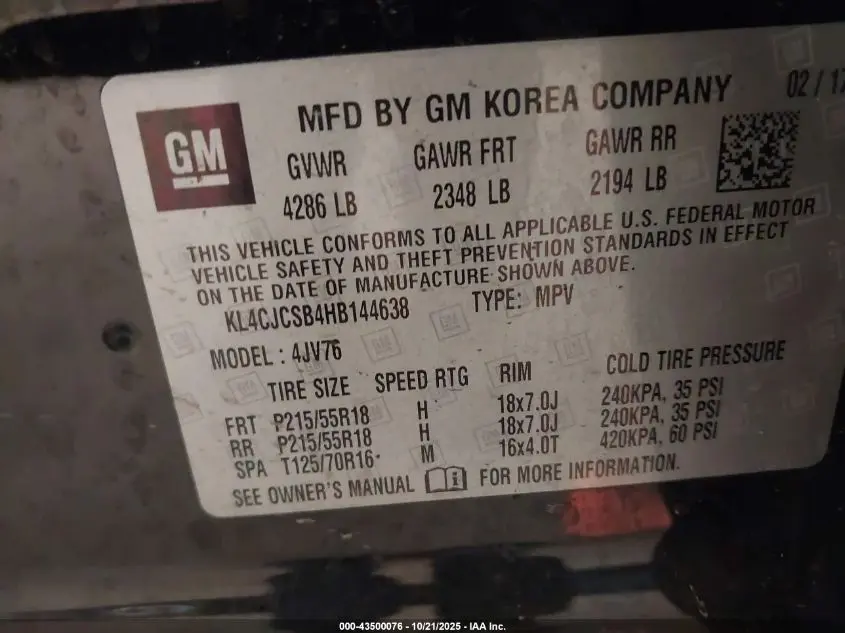 GM
MFD BY GM KOREA COMPANY 02/17
GVWR GAWR FRT GAWR RR
4286 LB 2348 LB 2194 LB
THIS VEHICLE CONFORMS TO ALL APPLICABLE U.S. FEDERAL MOTOR
VEHICLE SAFETY AND THEFT PREVENTION STANDARDS IN EFFECT
ON THE DATE OF MANUFACTURE SHOWN ABOVE.
KL4CJCSB4HB144638 TYPE: MPV
MODEL: 4JV76
TIRE SIZE SPEED RTG RIM COLD TIRE PRESSURE
FRT P215/55R18 H 18x7.0J 240KPA, 35 PSI
RR P215/55R18 H 18x7.0J 240KPA, 35 PSI
SPA T125/70R16 M 16x4.0T 420KPA, 60 PSI
SEE OWNER'S MANUAL i FOR MORE INFORMATION.
000-43500076 - 10/21/2025 - IAA Inc.